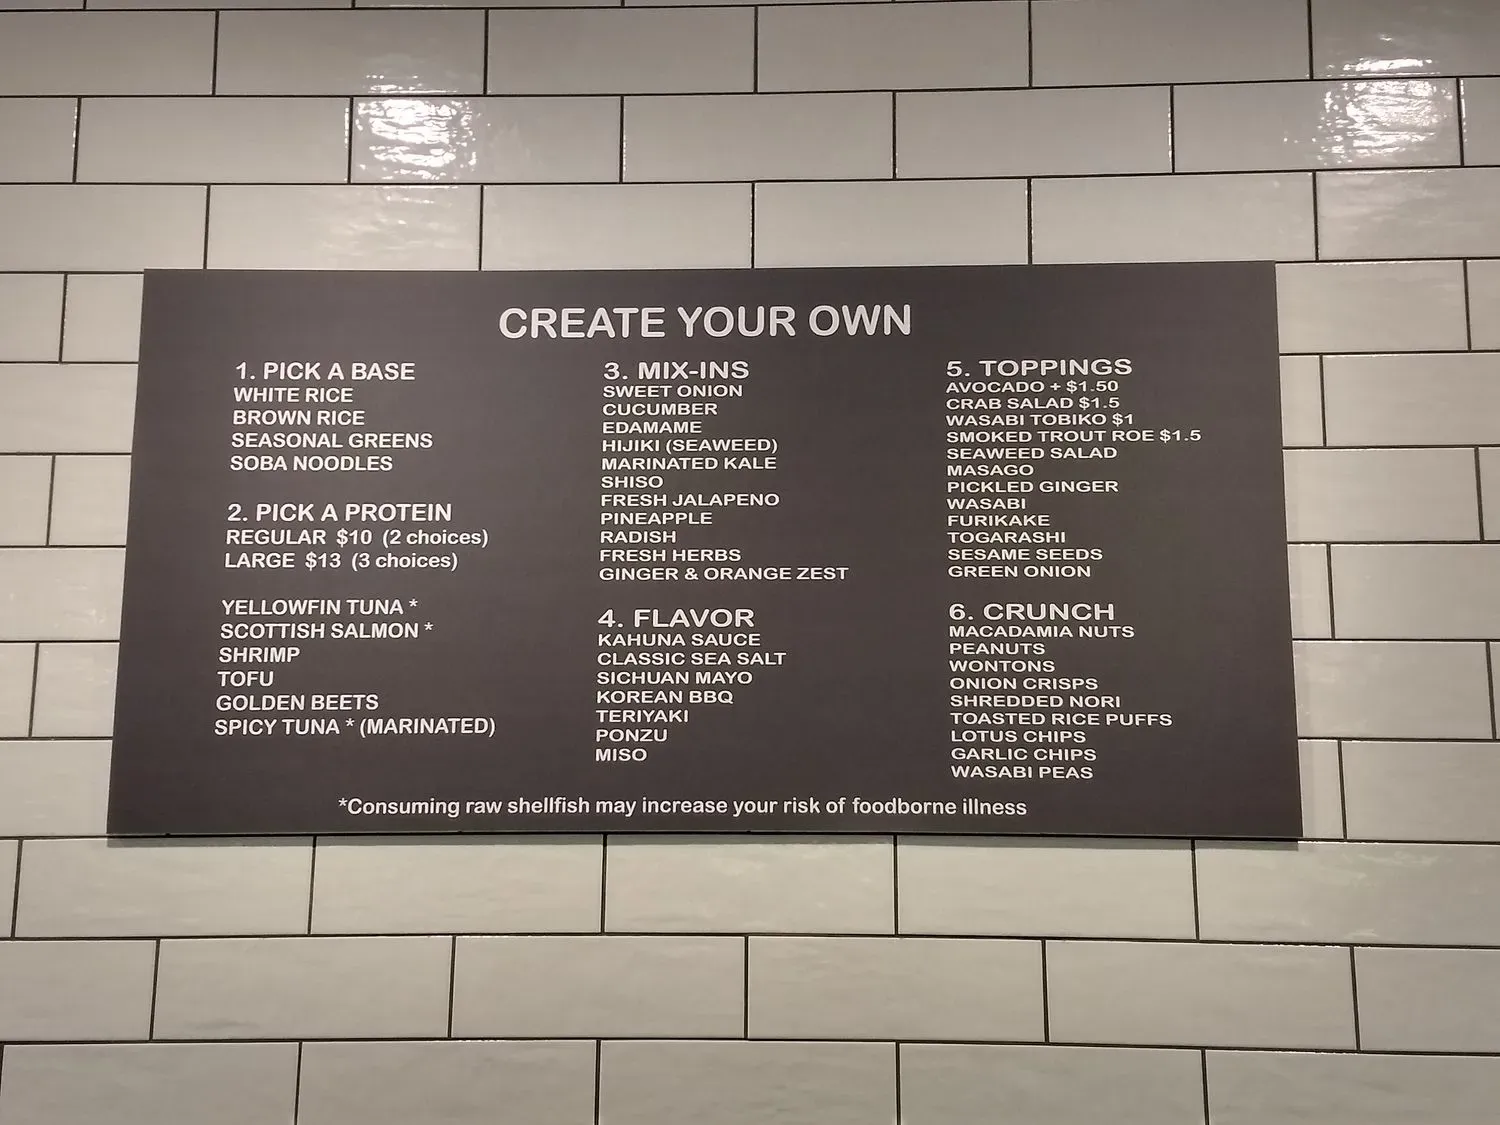 CREATE YOUR OWN
1. PICK A BASE
WHITE RICE
BROWN RICE
SEASONAL GREENS
SOBA NOODLES
2. PICK A PROTEIN
REGULAR $10 (2 choices)
LARGE $13 (3 choices)
YELLOWFIN TUNA *
SCOTTISH SALMON *
SHRIMP
TOFU
GOLDEN BEETS
SPICY TUNA * (MARINATED)
3. MIX-INS
SWEET ONION
CUCUMBER
EDAMAME
HIJIKI (SEAWEED)
MARINATED KALE
SHISO
FRESH JALAPENO
PINEAPPLE
RADISH
FRESH HERBS
GINGER & ORANGE ZEST
4. FLAVOR
KAHUNA SAUCE
CLASSIC SEA SALT
SICHUAN MAYO
KOREAN BBQ
TERIYAKI
PONZU
MISO
5. TOPPINGS
AVOCADO + $1.50
CRAB SALAD $1.5
WASABI TOBIKO $1
SMOKED TROUT ROE $1.5
SEAWEED SALAD
MASAGO
PICKLED GINGER
WASABI
FURIKAKE
TOGARASHI
SESAME SEEDS
GREEN ONION
6. CRUNCH
MACADAMIA NUTS
PEANUTS
WONTONS
ONION CRISPS
SHREDDED NORI
TOASTED RICE PUFFS
LOTUS CHIPS
GARLIC CHIPS
WASABI PEAS
*Consuming raw shellfish may increase your risk of foodborne illness